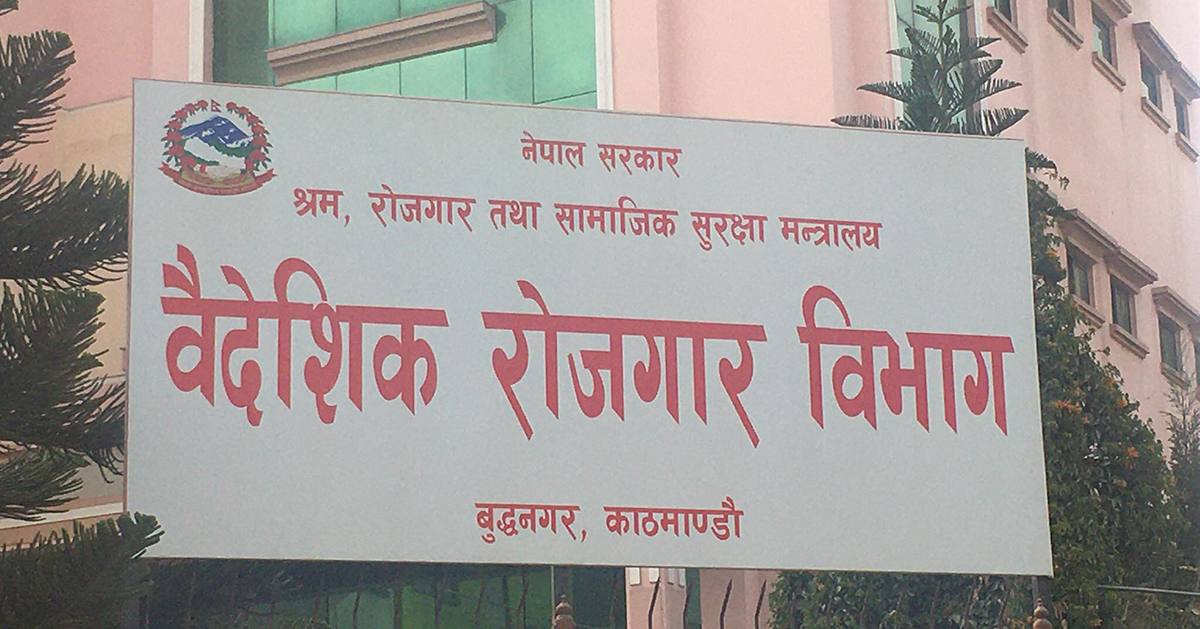 नेपाल सरकार
श्रम, रोजगार तथा सामाजिक सुरक्षा मन्त्रालय
वैदेशिक रोजगार विभाग
बुद्धनगर, काठमाण्डौ